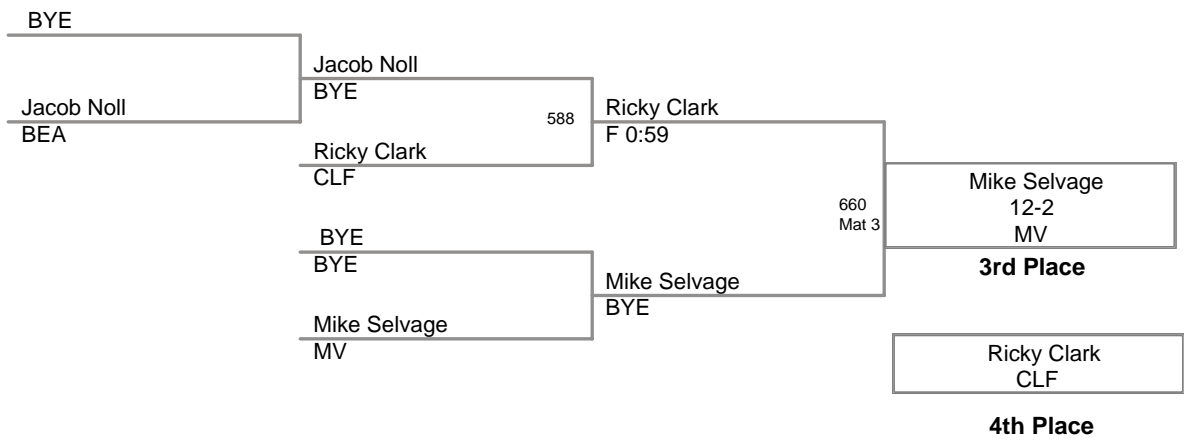 BYE
Jacob Noll
BEA
Jacob Noll
BYE
588
Ricky Clark
CLF
BYE
BYE
Mike Selvage
MV
Ricky Clark
F 0:59
660
Mat 3
Mike Selvage
BYE
Mike Selvage
12-2
MV
3rd Place
Ricky Clark
CLF
4th Place